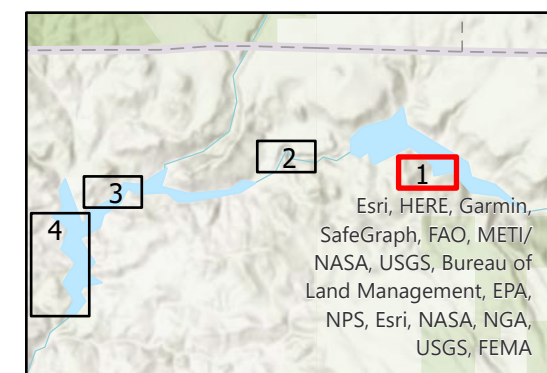 2
1
3
4
Esri, HERE, Garmin,
SafeGraph, FAO, METI/
NASA, USGS, Bureau of
Land Management, EPA,
NPS, Esri, NASA, NGA,
USGS, FEMA